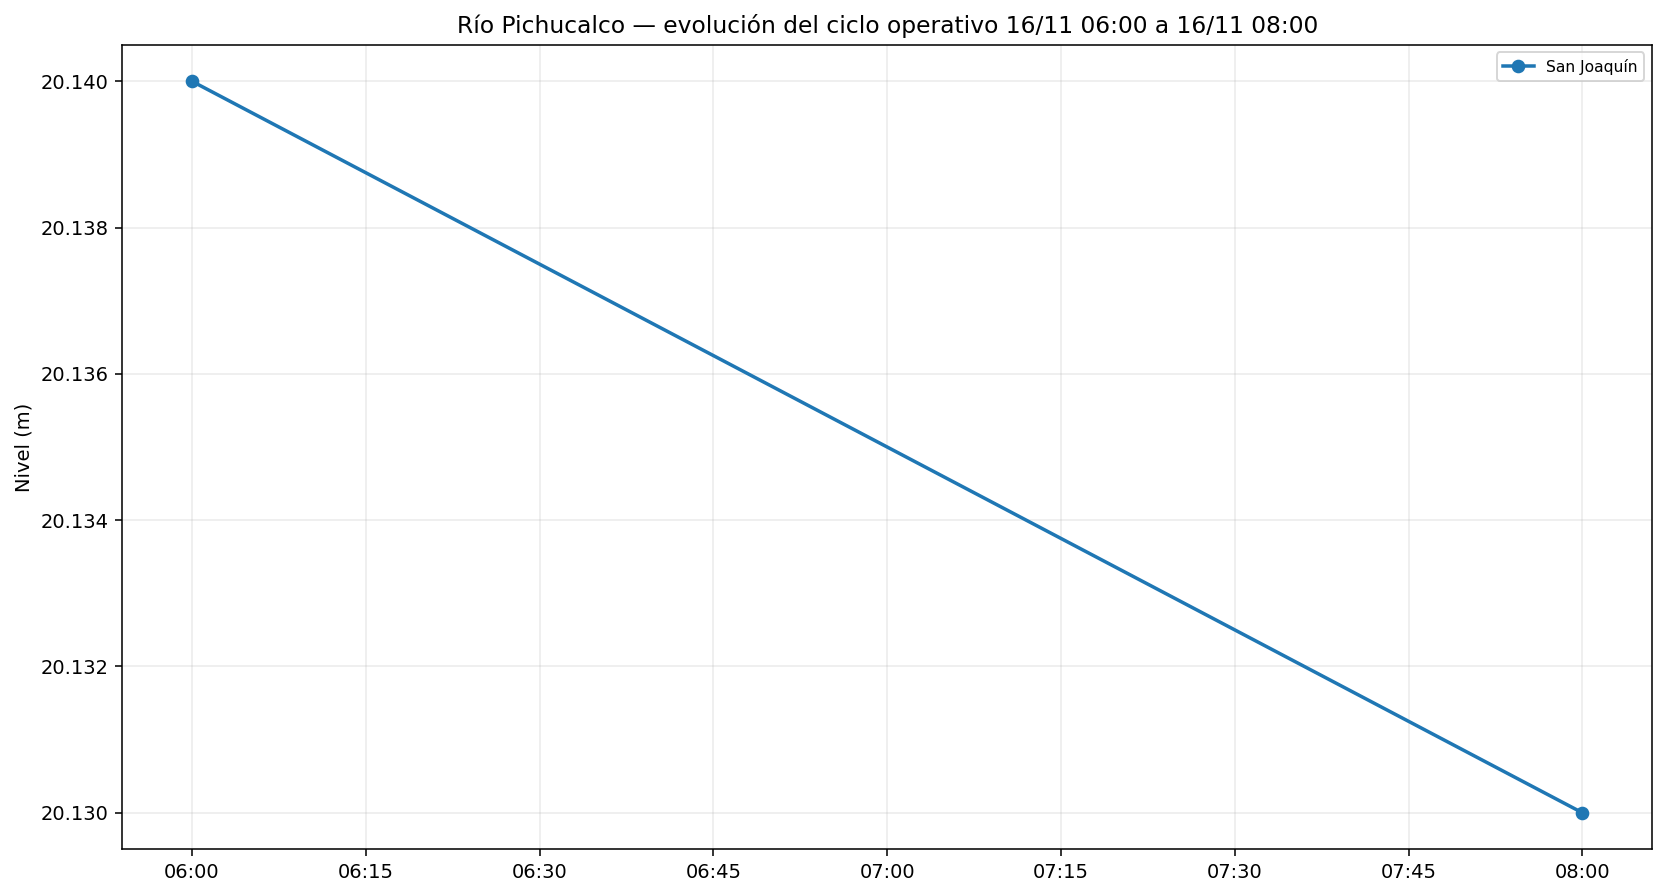 Río Pichucalco — evolución del ciclo operativo 16/11 06:00 a 16/11 08:00
San Joaquín
Nivel (m)
20.140
20.138
20.136
20.134
20.132
20.130
06:00 06:15 06:30 06:45 07:00 07:15 07:30 07:45 08:00